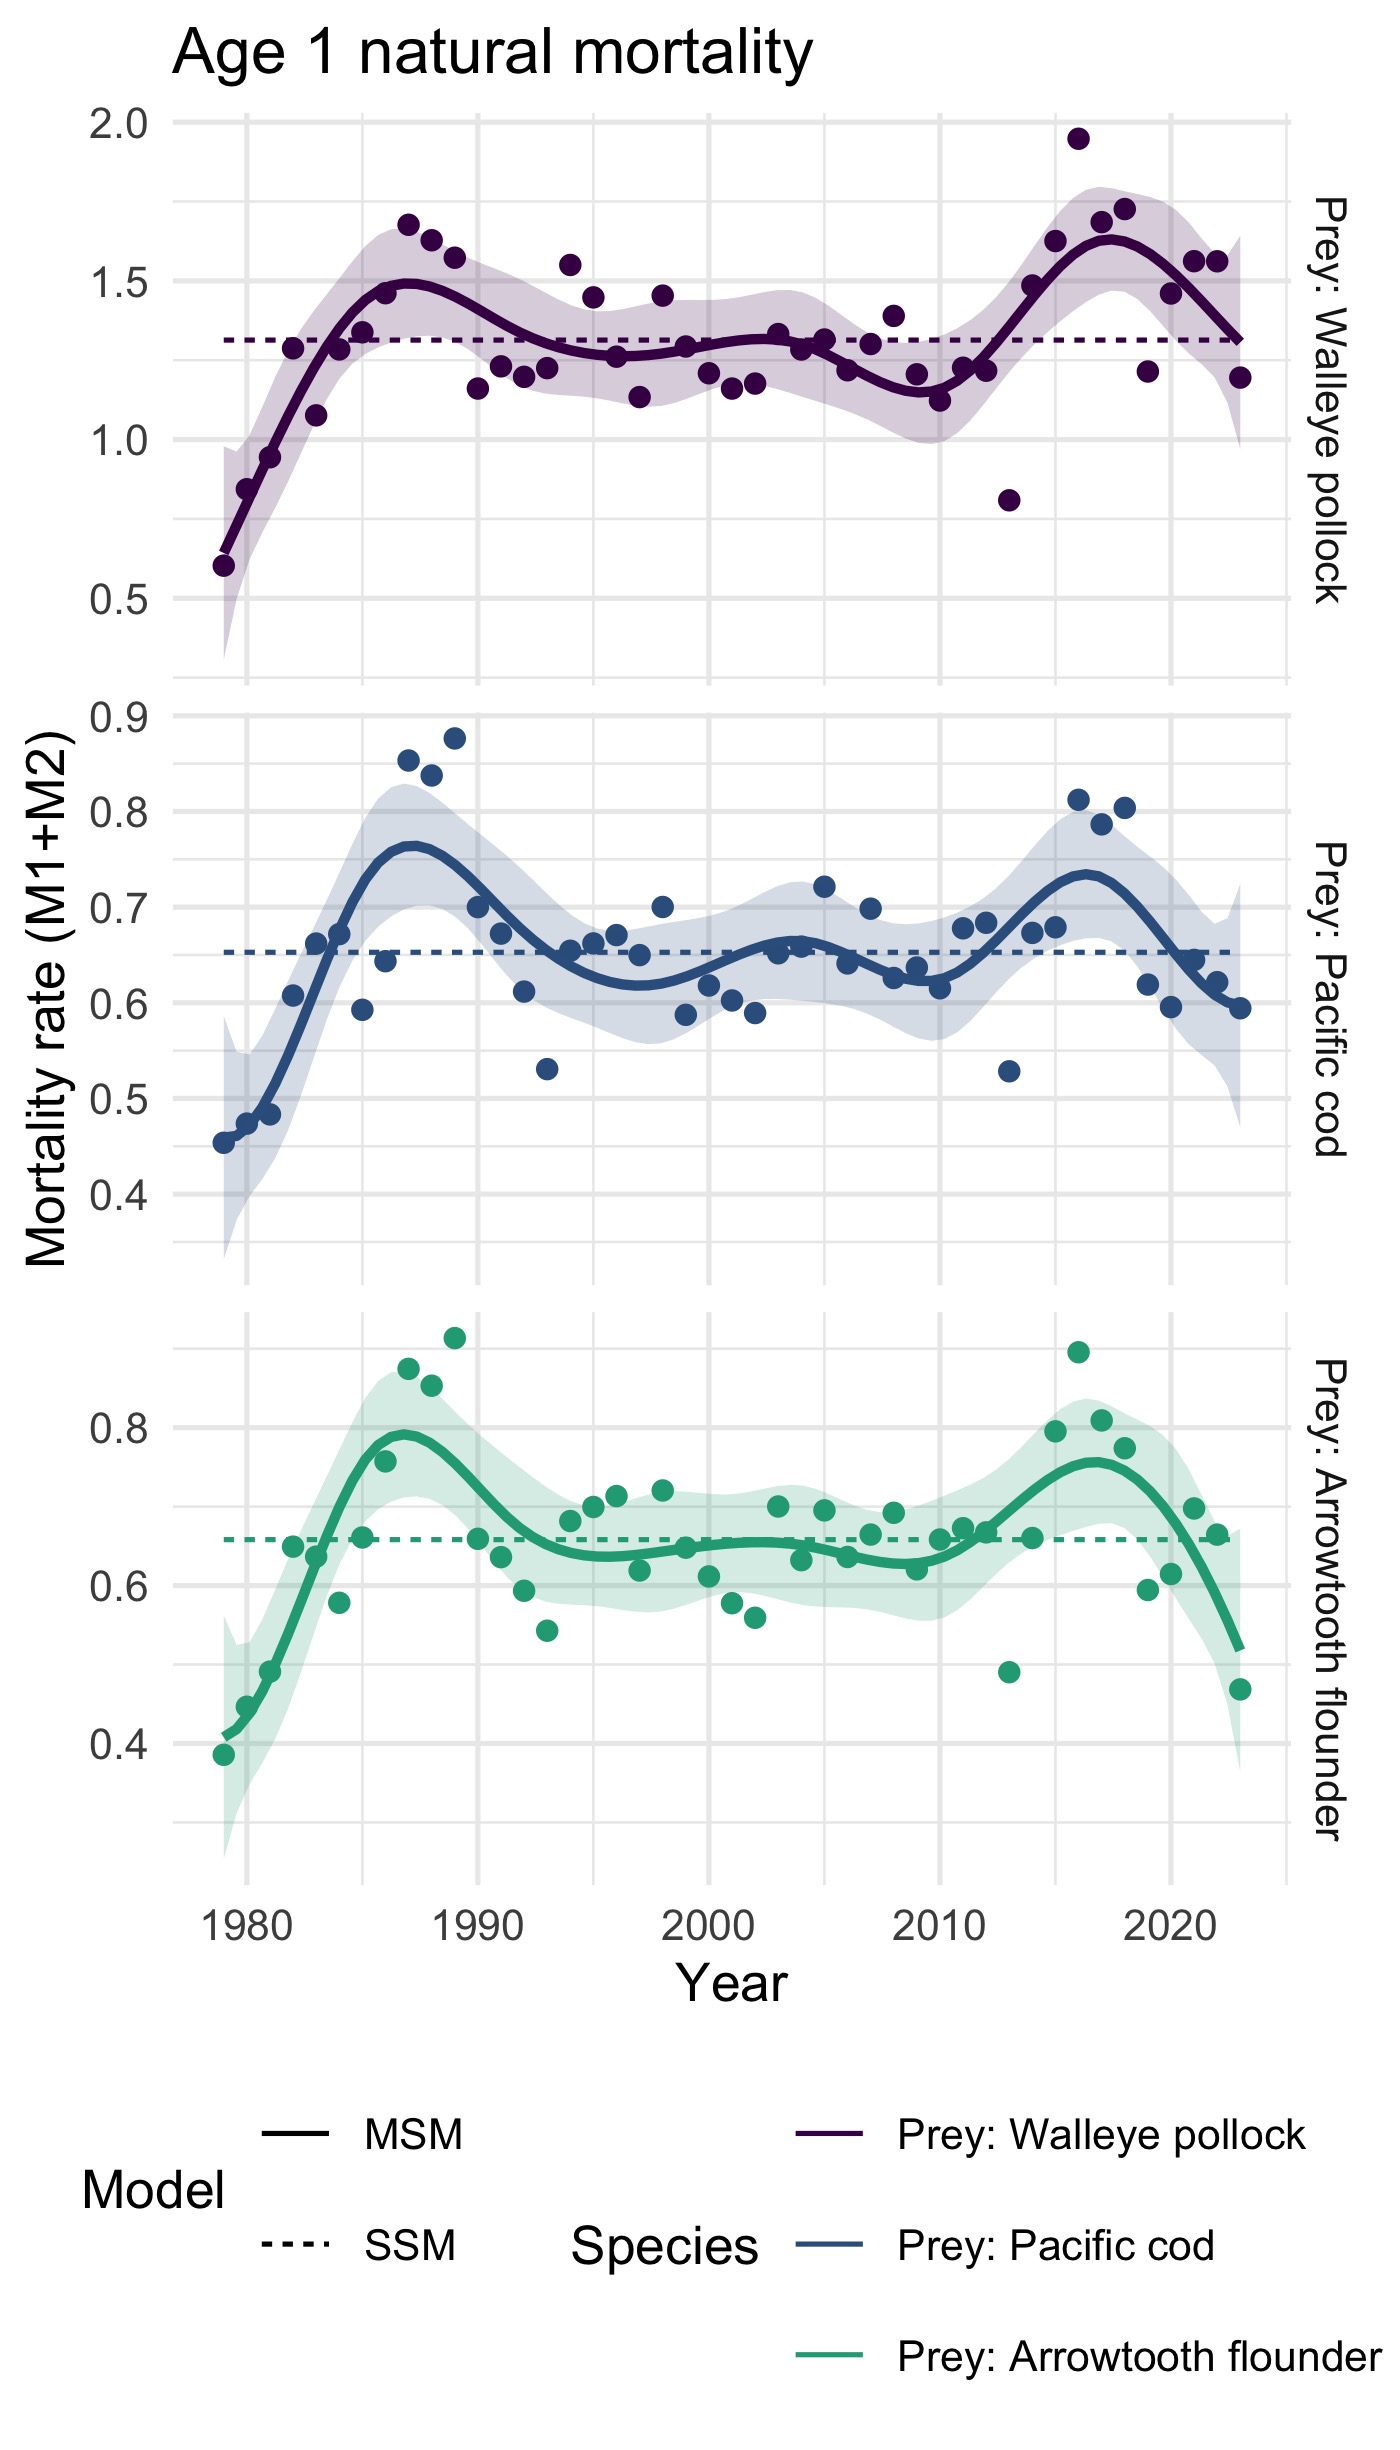 Age 1 natural mortality
Mortality rate (M1+M2)
2.0
1.5
1.0
0.5
Prey: Walleye pollock
0.9
0.8
0.7
0.6
0.5
0.4
Prey: Pacific cod
0.8
0.6
0.4
Prey: Arrowtooth flounder
1980 1990 2000 2010 2020
Year
Model
MSM
SSM
Species
Prey: Walleye pollock
Prey: Pacific cod
Prey: Arrowtooth flounder